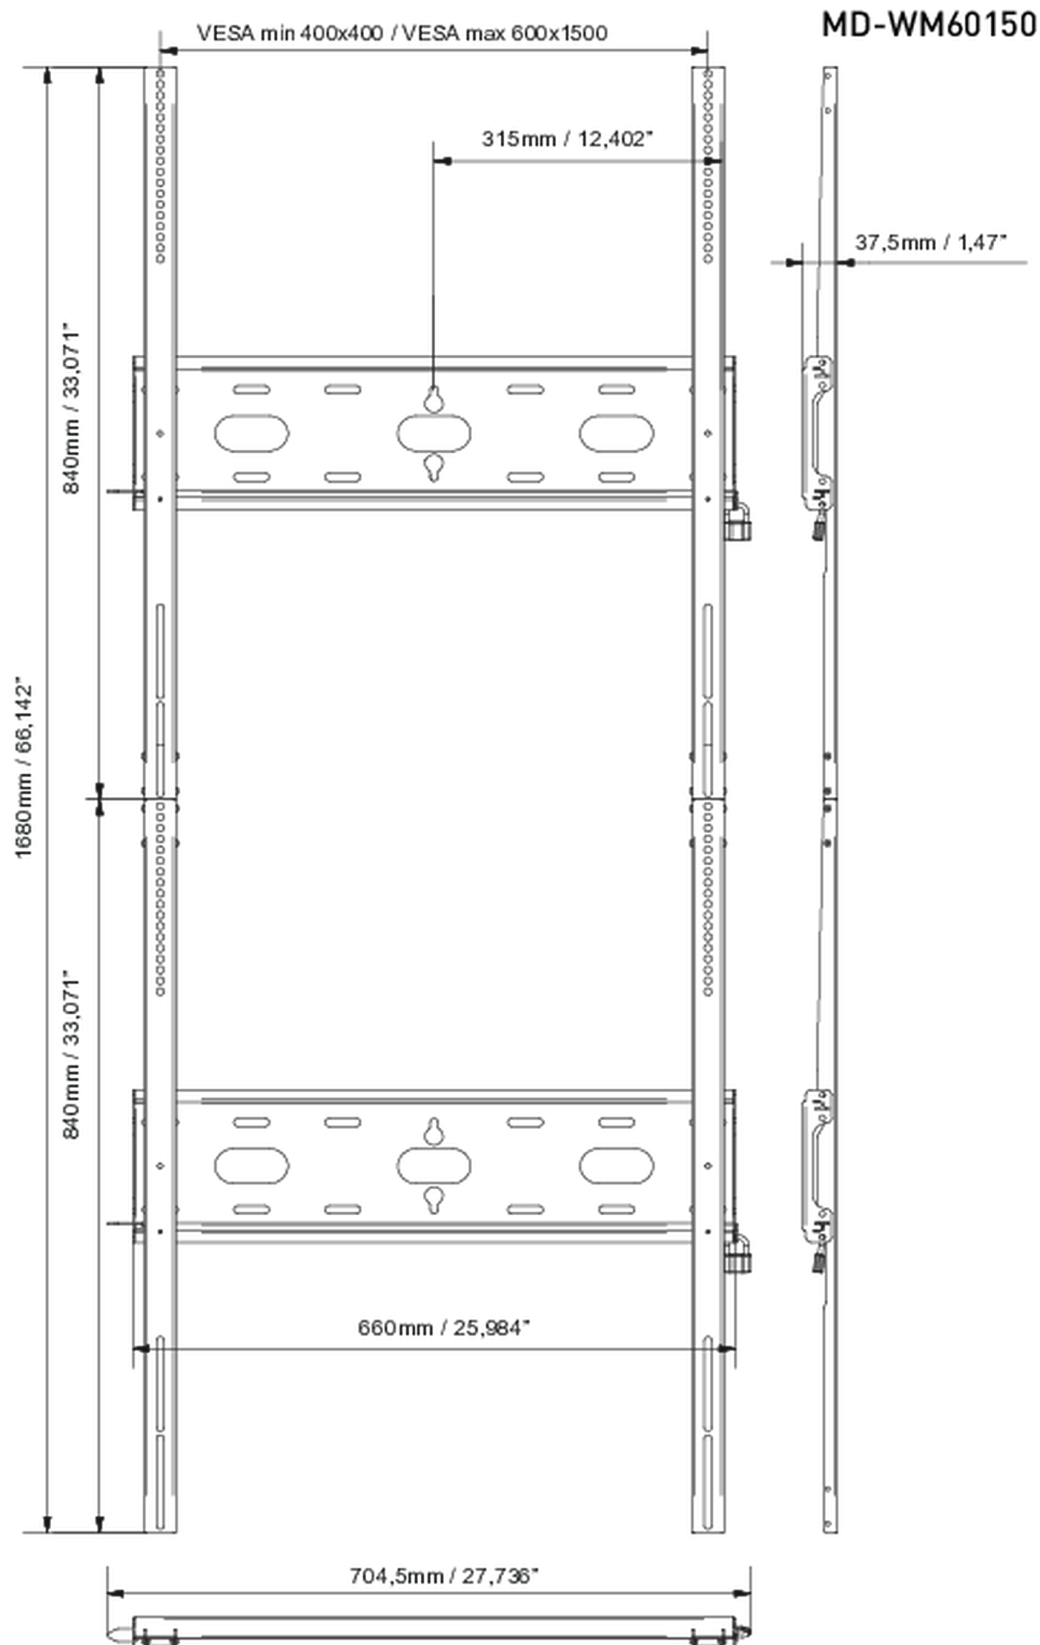 MD-WM60150
VESA min 400x400 / VESA max 600x1500
315mm / 12,402”
37,5mm / 1,47”
840mm / 33,071”
1680mm / 66,142”
840mm / 33,071”
660mm / 25,984”
704,5mm / 27,736”